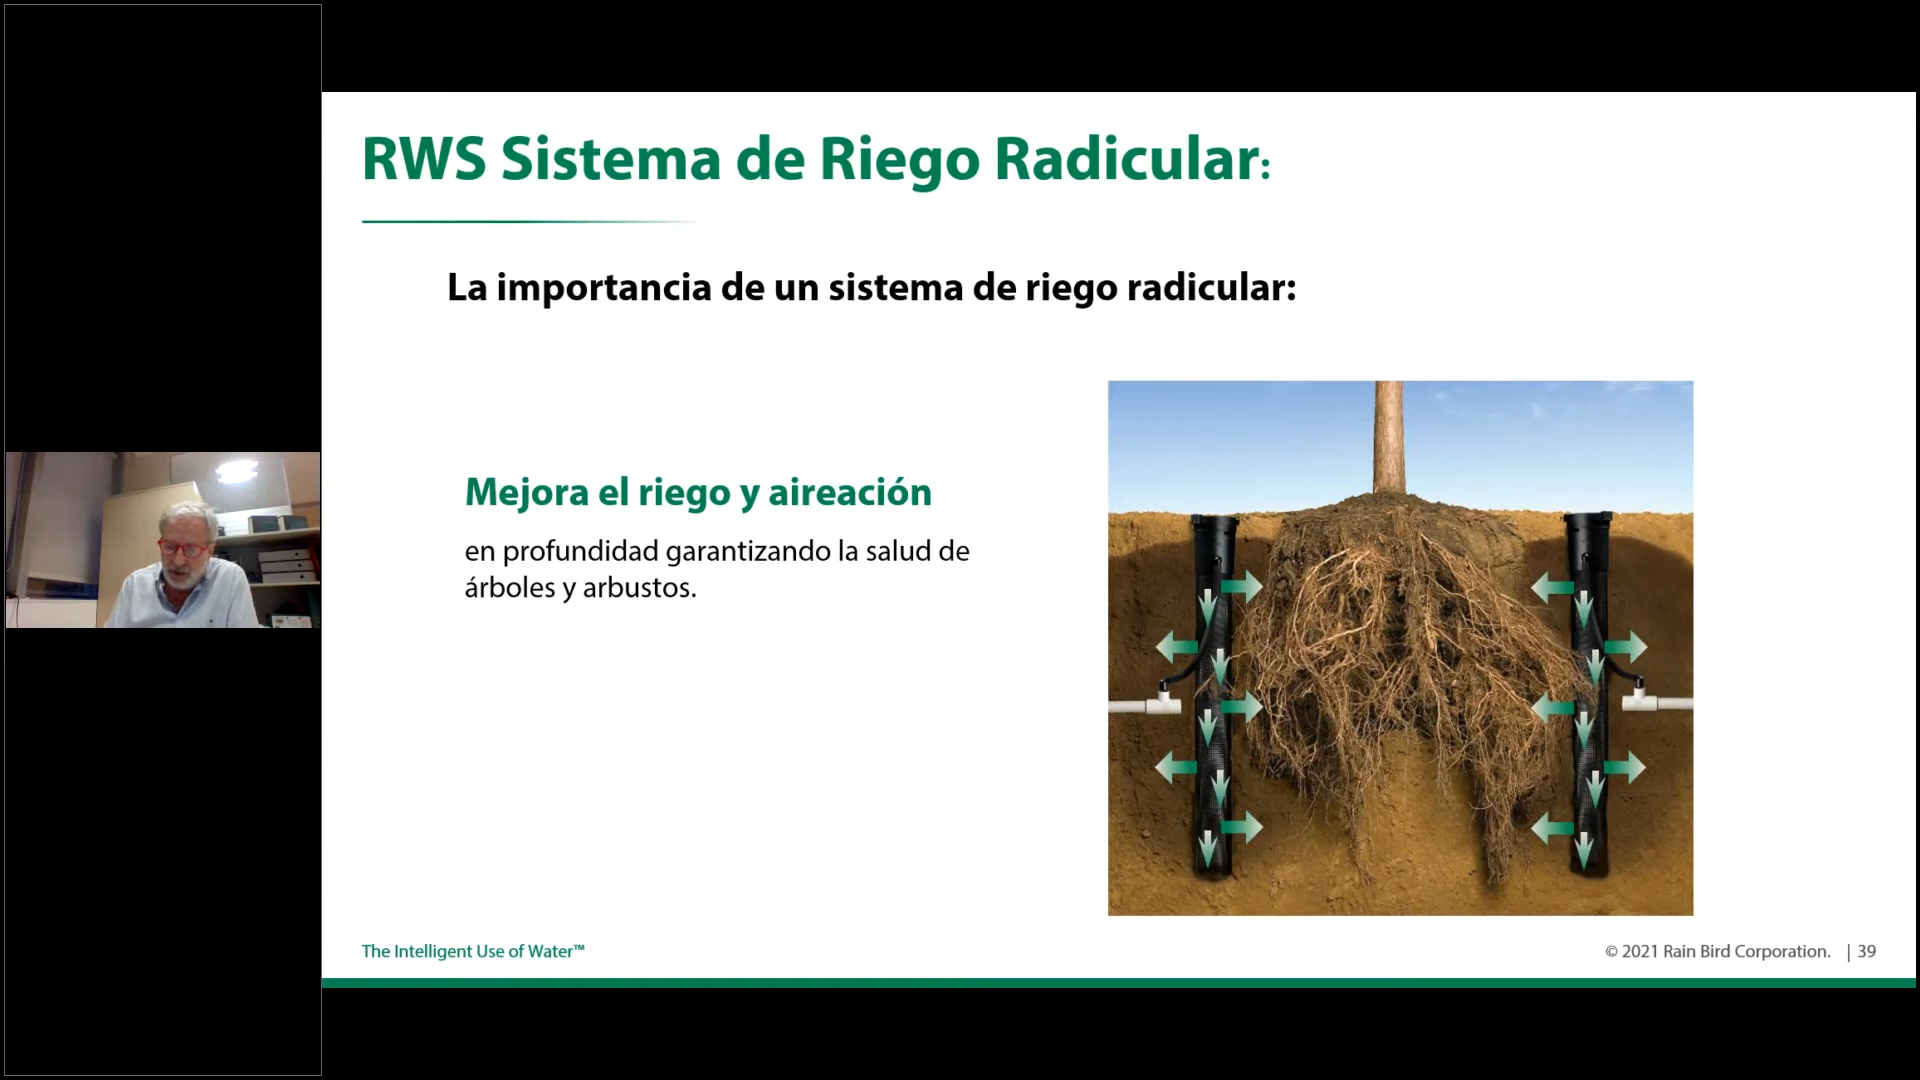 RWS Sistema de Riego Radicular:
La importancia de un sistema de riego radicular:
Mejora el riego y aireación
en profundidad garantizando la salud de
árboles y arbustos.
The Intelligent Use of Water™
© 2021 Rain Bird Corporation. | 39